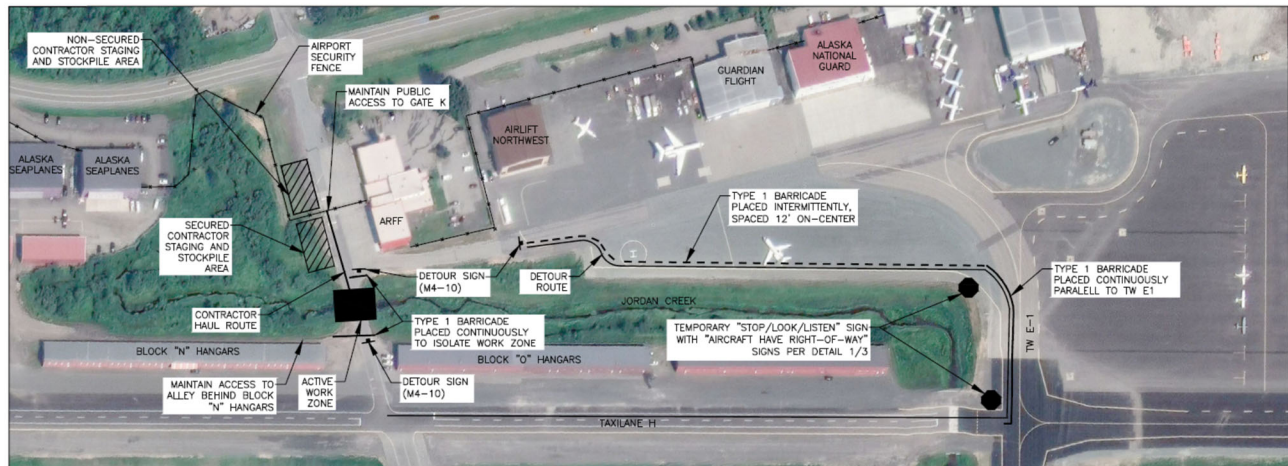 NON-SECURED
CONTRACTOR STAGING
AND STOCKPILE AREA
AIRPORT
SECURITY
FENCE
MAINTAIN PUBLIC
ACCESS TO GATE K
ALASKA
SEAPLANES
ALASKA
SEAPLANES
AIRLIFT
NORTHWEST
GUARDIAN
FLIGHT
ALASKA
NATIONAL
GUARD
ARFF
SECURED
CONTRACTOR
STAGING AND
STOCKPILE
AREA
TYPE 1 BARRICADE
PLACED INTERMITTENTLY,
SPACED 12' ON-CENTER
H
DETOUR SIGN
(M4-10)
DETOUR
ROUTE
TYPE 1 BARRICADE
PLACED CONTINUOUSLY
PARALELL TO TW E1
CONTRACTOR
HAUL ROUTE
JORDAN CREEK
TYPE 1 BARRICADE
PLACED CONTINUOUSLY
TO ISOLATE WORK ZONE
TEMPORARY "STOP/LOOK/LISTEN" SIGN
WITH "AIRCRAFT HAVE RIGHT-OF-WAY"
SIGNS PER DETAIL 1/3
TW E-1
BLOCK "N" HANGARS
BLOCK "O" HANGARS
MAINTAIN ACCESS TO
ALLEY BEHIND BLOCK
"N" HANGARS
ACTIVE
WORK
ZONE
DETOUR SIGN
(M4-10)
TAXILANE H